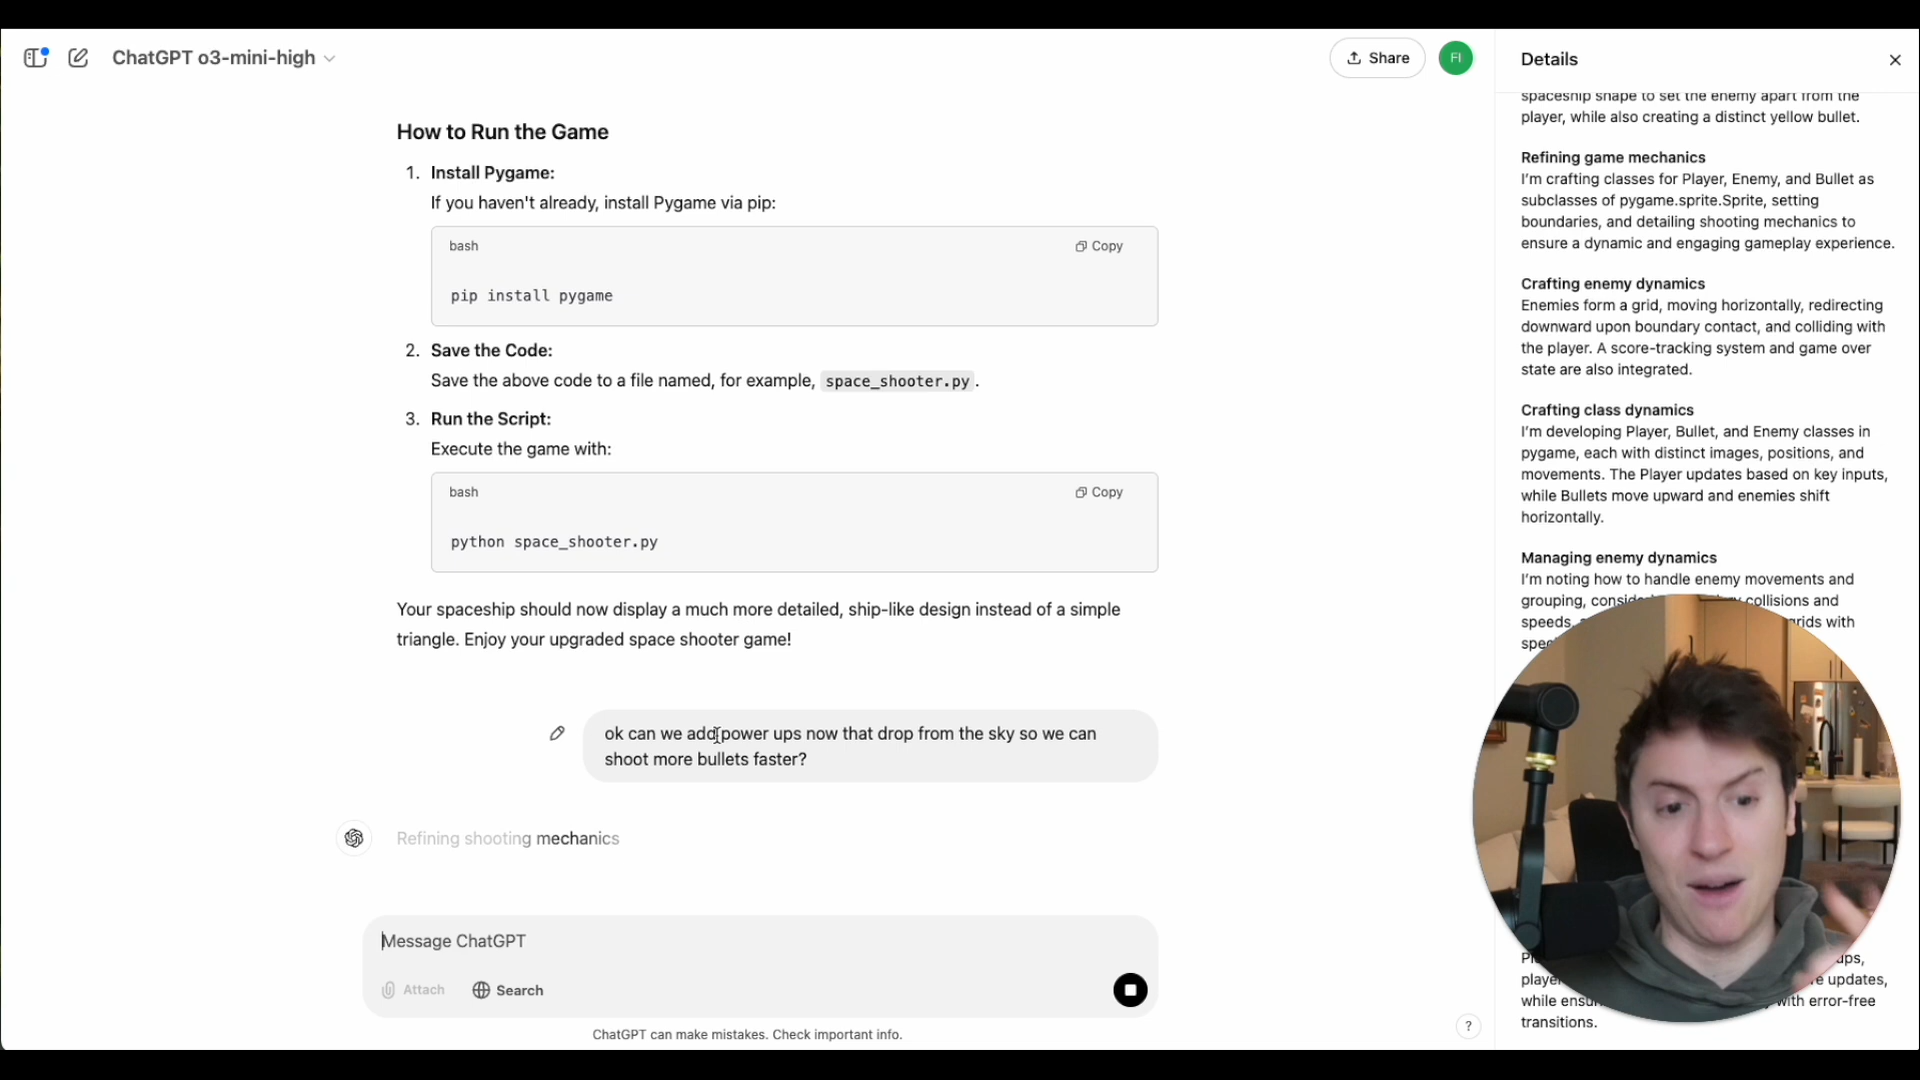 ChatGPT o3-mini-high
Share
FI
How to Run the Game
1. Install Pygame:
If you haven't already, install Pygame via pip:
bash
Copy
pip install pygame
2. Save the Code:
Save the above code to a file named, for example, space_shooter.py.
3. Run the Script:
Execute the game with:
bash
Copy
python space_shooter.py
Your spaceship should now display a much more detailed, ship-like design instead of a simple
triangle. Enjoy your upgraded space shooter game!
ok can we add power ups now that drop from the sky so we can
shoot more bullets faster?
Refining shooting mechanics
Message ChatGPT
Attach
Search
ChatGPT can make mistakes. Check important info.
?
Details
spaceship shape to set the enemy apart from the
player, while also creating a distinct yellow bullet.
Refining game mechanics
I'm crafting classes for Player, Enemy, and Bullet as
subclasses of pygame.sprite.Sprite, setting
boundaries, and detailing shooting mechanics to
ensure a dynamic and engaging gameplay experience.
Crafting enemy dynamics
Enemies form a grid, moving horizontally, redirecting
downward upon boundary contact, and colliding with
the player. A score-tracking system and game over
state are also integrated.
Crafting class dynamics
I'm developing Player, Bullet, and Enemy classes in
pygame, each with distinct images, positions, and
movements. The Player updates based on key inputs,
while Bullets move upward and enemies shift
horizontally.
Managing enemy dynamics
I'm noting how to handle enemy movements and
grouping, collisions and
speeds, grids with
updates,
while with error-free
transitions.